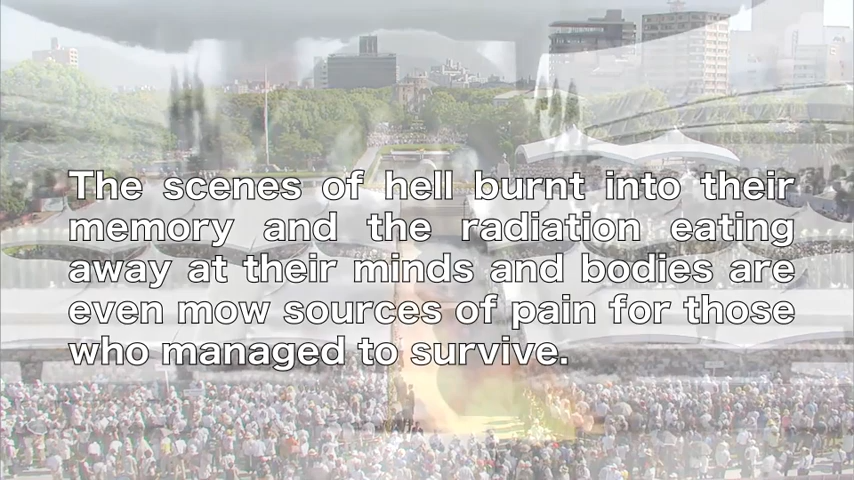 The scenes of hell burnt into their
memory and the radiation eating
away at their minds and bodies are
even mow sources of pain for those
who managed to survive.